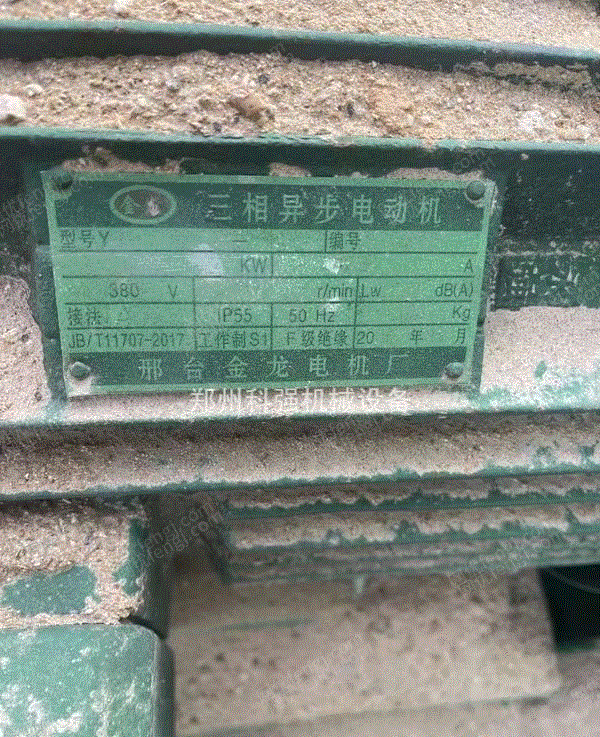 金龙 三相异步电动机
型号Y — 编号
KW A
380 V r/min Lw dB(A)
接法 IP55 50 Hz Kg
JB/T11707-2017 工作制S1 F 级绝缘 20 年 月
邢台金龙电机厂
郑州科强机械设备